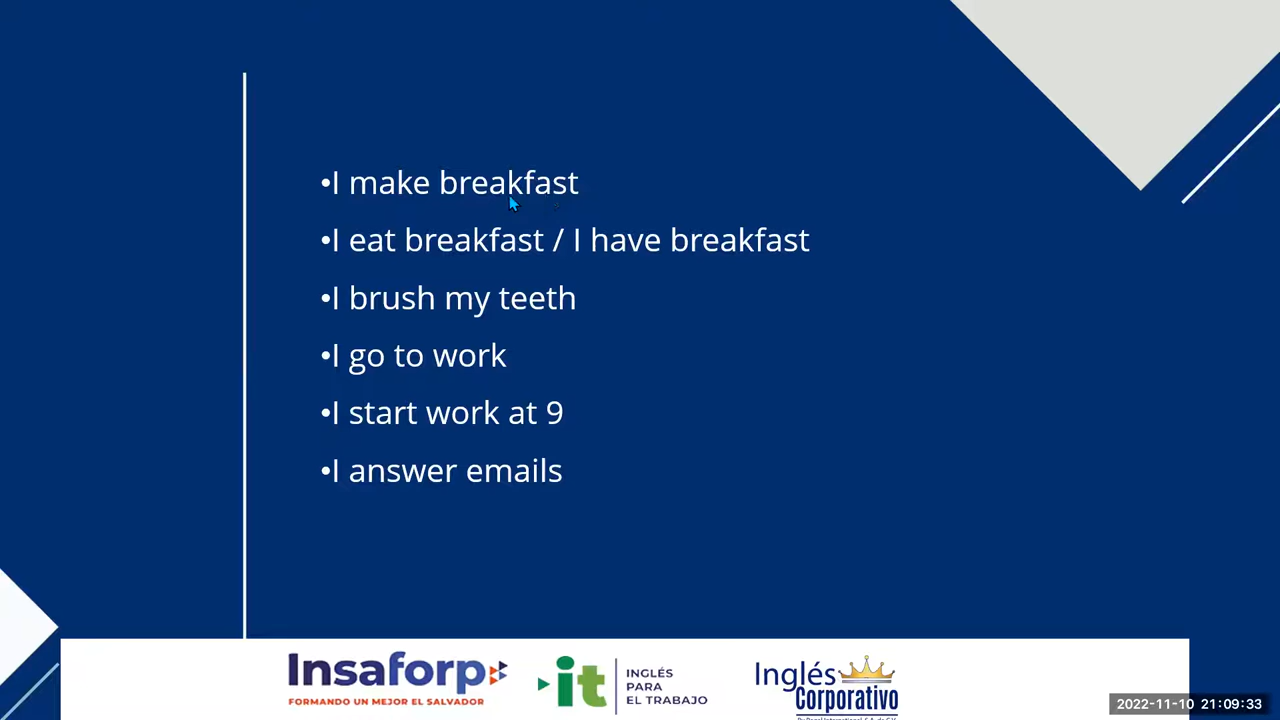 •I make breakfast
•I eat breakfast / I have breakfast
•I brush my teeth
•I go to work
•I start work at 9
•I answer emails
Insaforp
FORMANDO UN MEJOR EL SALVADOR
it
INGLÉS
PARA
EL TRABAJO
Inglés
Corporativo
2022-11-10 21:09:33